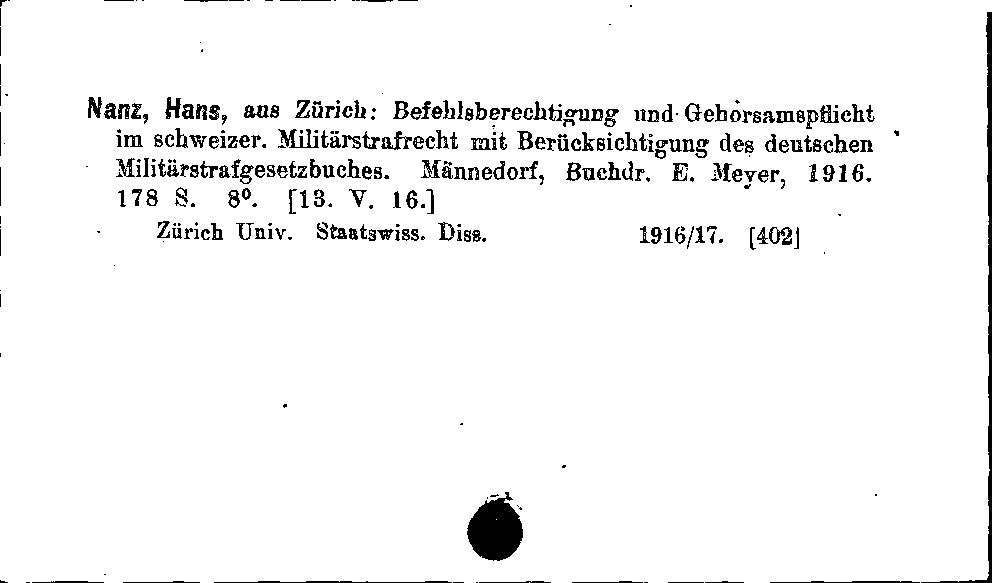 Nanz, Hans, aus Zürich: Befehlsberechtigung und Gehorsamspflicht
im schweizer. Militärstrafrecht mit Berücksichtigung des deutschen
Militärstrafgesetzbuches. Männedorf, Buchdr. E. Meyer, 1916.
178 S. 8°. [13. V. 16.]
Zürich Univ. Staatswiss. Diss. 1916/17. [402]